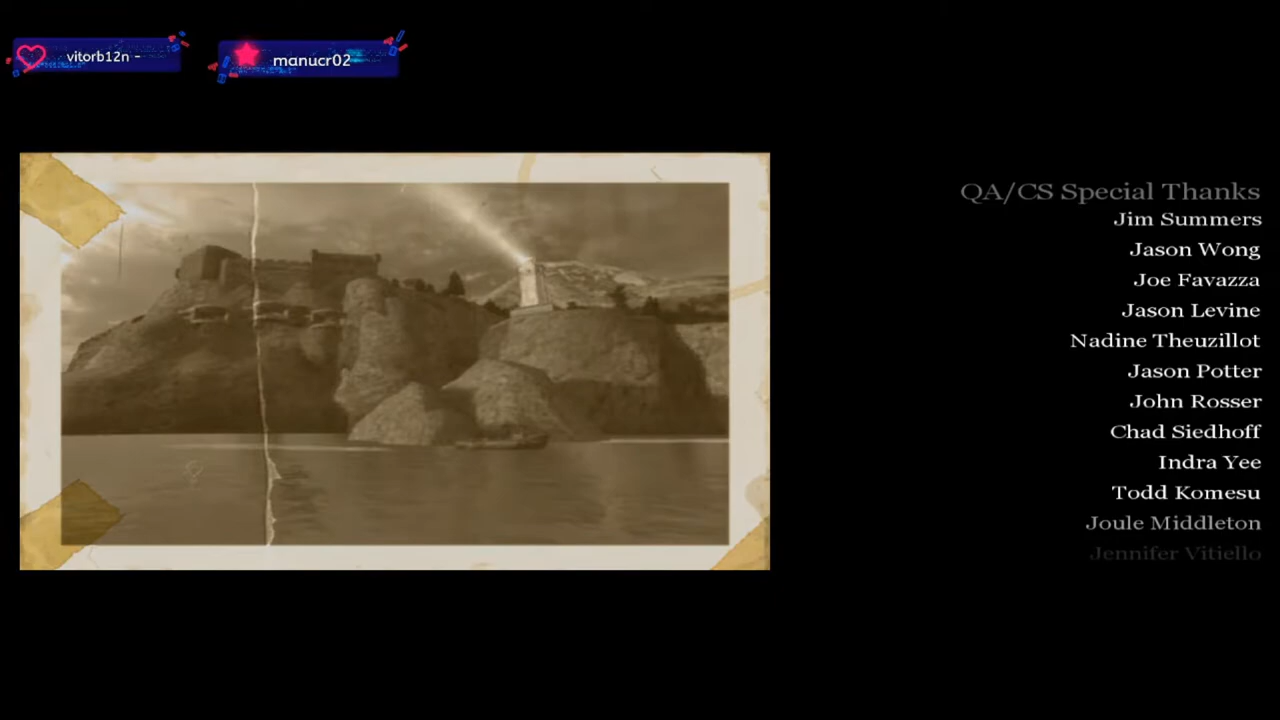 vitorb12n -
manucr02
QA/CS Special Thanks
Jim Summers
Jason Wong
Joe Favazza
Jason Levine
Nadine Theuzillot
Jason Potter
John Rosser
Chad Siedhoff
Indra Yee
Todd Komesu
Joule Middleton
Jennifer Vitiello